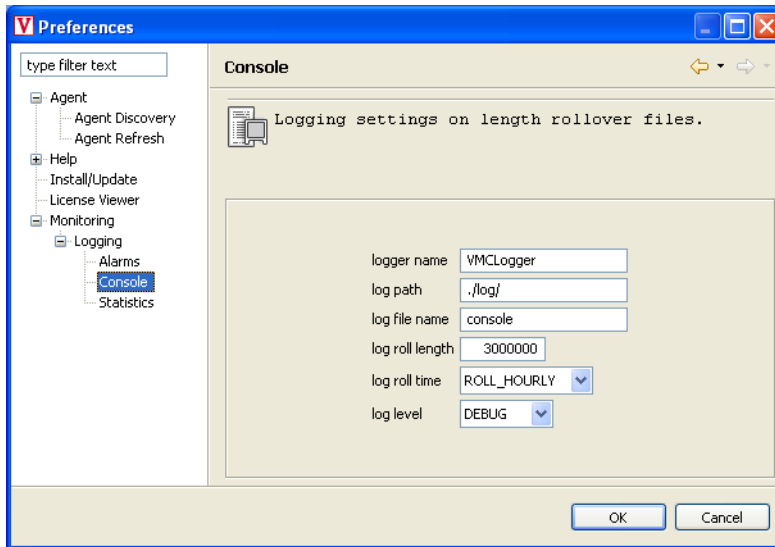 V Preferences
type filter text
Agent
Agent Discovery
Agent Refresh
Help
Install/Update
License Viewer
Monitoring
Logging
Alarms
Console
Statistics
Console
Logging settings on length rollover files.
logger name VMCLogger
log path ./log/
log file name console
log roll length 3000000
log roll time ROLL_HOURLY
log level DEBUG
OK Cancel